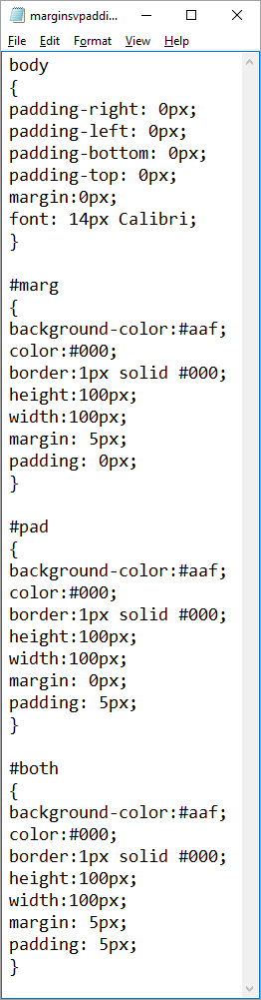 marginsvpaddi...
File Edit Format View Help
body
{
padding-right: 0px;
padding-left: 0px;
padding-bottom: 0px;
padding-top: 0px;
margin:0px;
font: 14px Calibri;
}

#marg
{
background-color:#aaf;
color:#000;
border:1px solid #000;
height:100px;
width:100px;
margin: 5px;
padding: 0px;
}

#pad
{
background-color:#aaf;
color:#000;
border:1px solid #000;
height:100px;
width:100px;
margin: 0px;
padding: 5px;
}

#both
{
background-color:#aaf;
color:#000;
border:1px solid #000;
height:100px;
width:100px;
margin: 5px;
padding: 5px;
}